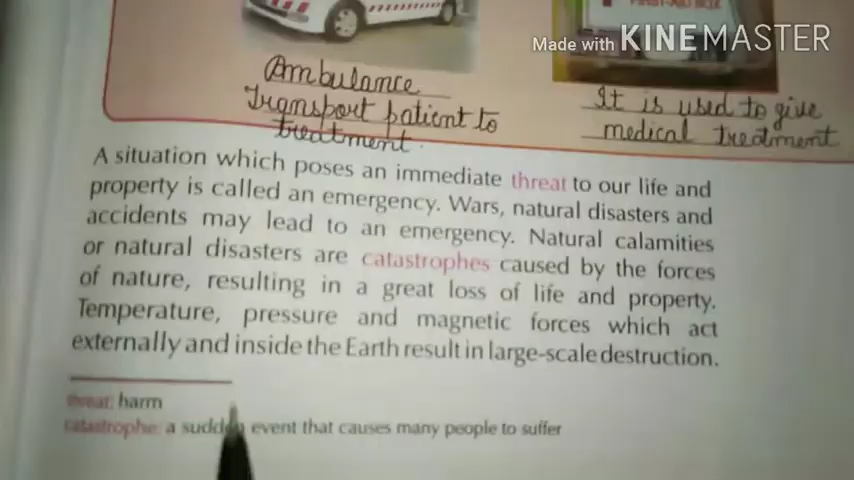 FIRST-AID BOX
Made with KINEMASTER
Ambulance
Transport patient to
treatment.
It is used to give
medical treatment
A situation which poses an immediate threat to our life and
property is called an emergency. Wars, natural disasters and
accidents may lead to an emergency. Natural calamities
or natural disasters are catastrophes caused by the forces
of nature, resulting in a great loss of life and property.
Temperature, pressure and magnetic forces which act
externally and inside the Earth result in large-scale destruction.
threat: harm
catastrophe: a sudden event that causes many people to suffer